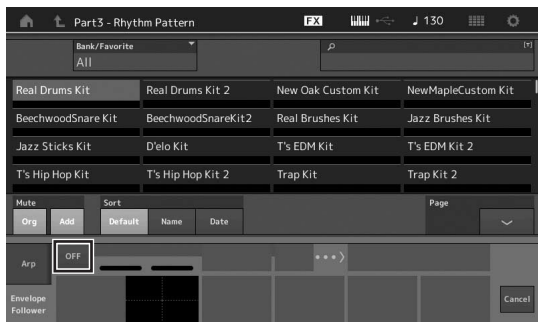 Part3 - Rhythm Pattern FX ♩ 130
Bank/Favorite
All
Real Drums Kit Real Drums Kit 2 New Oak Custom Kit NewMapleCustom Kit
BeechwoodSnare Kit BeechwoodSnareKit2 Real Brushes Kit Jazz Brushes Kit
Jazz Sticks Kit D'elo Kit T's EDM Kit T's EDM Kit 2
T's Hip Hop Kit T's Hip Hop Kit 2 Trap Kit Trap Kit 2
Mute Sort Page
Org Add Default Name Date
Arp OFF
Envelope
Follower
Cancel